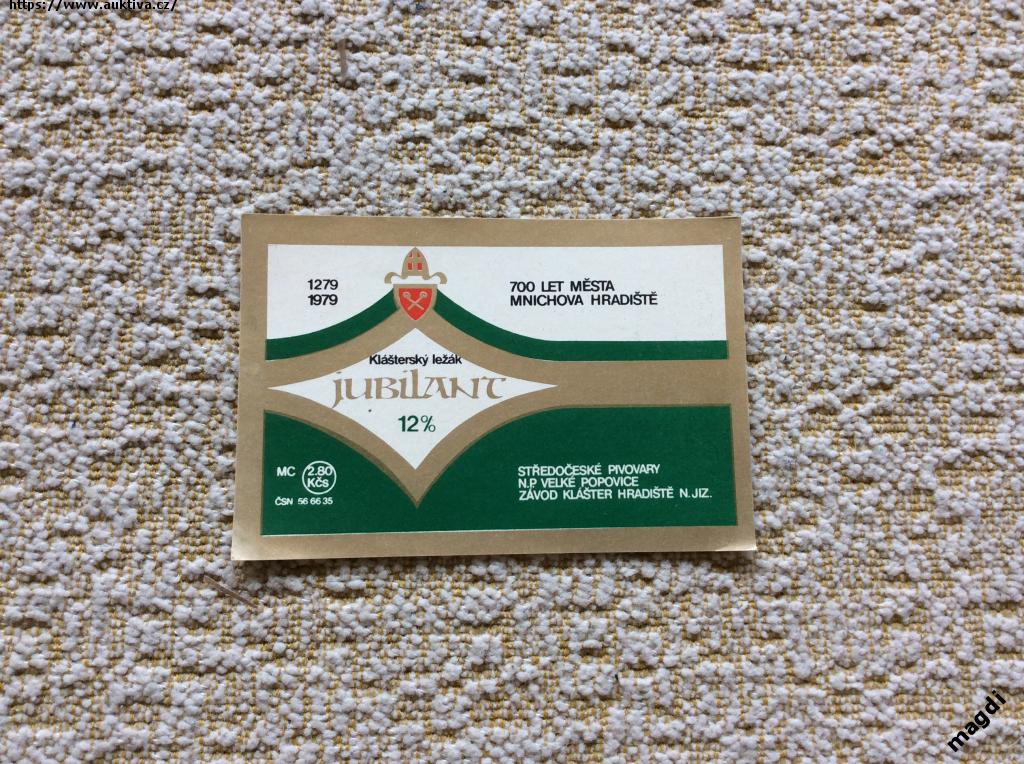 https://www.auktiva.cz/
1279
1979
700 LET MĚSTA
MNICHOVA HRADIŠTĚ
Klášterský ležák
JUBILANT
12%
MC 2.80
Kčs
ČSN 56 66 35
STŘEDOČESKÉ PIVOVARY
N.P. VELKÉ POPOVICE
ZÁVOD KLÁŠTER HRADIŠTĚ N. JIZ.
magdi